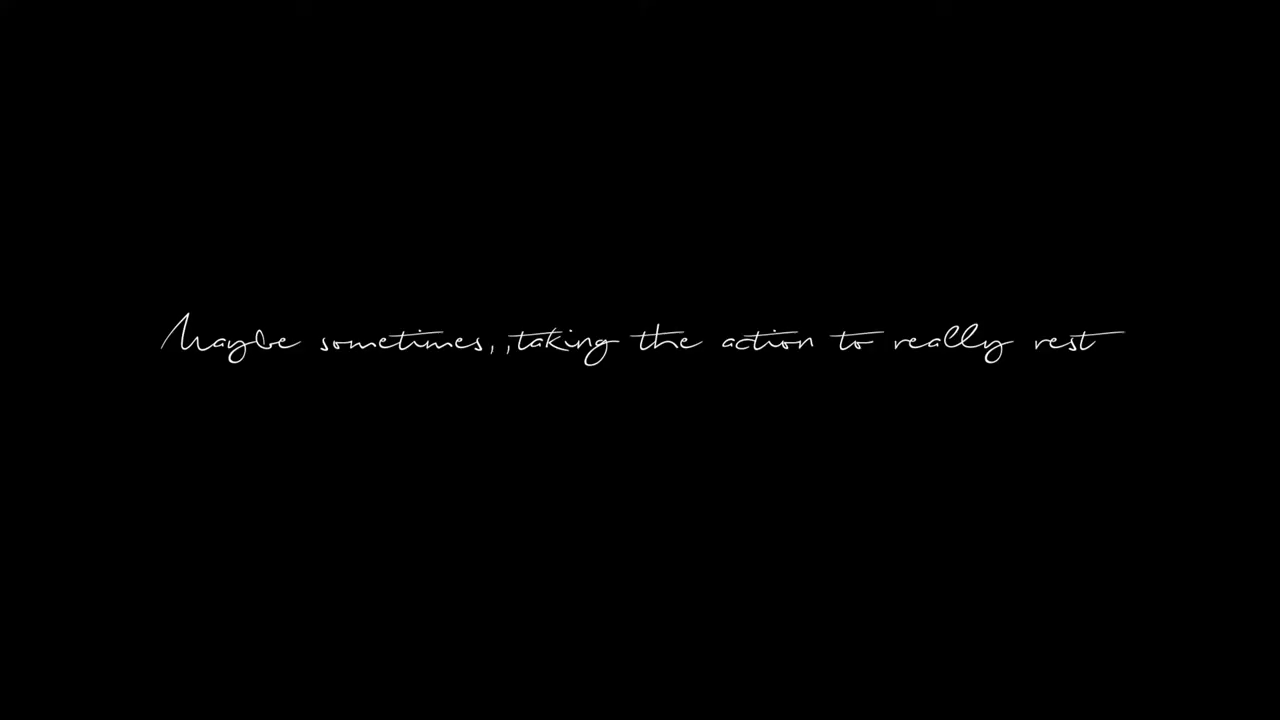 Maybe sometimes, ,taking the action to really rest